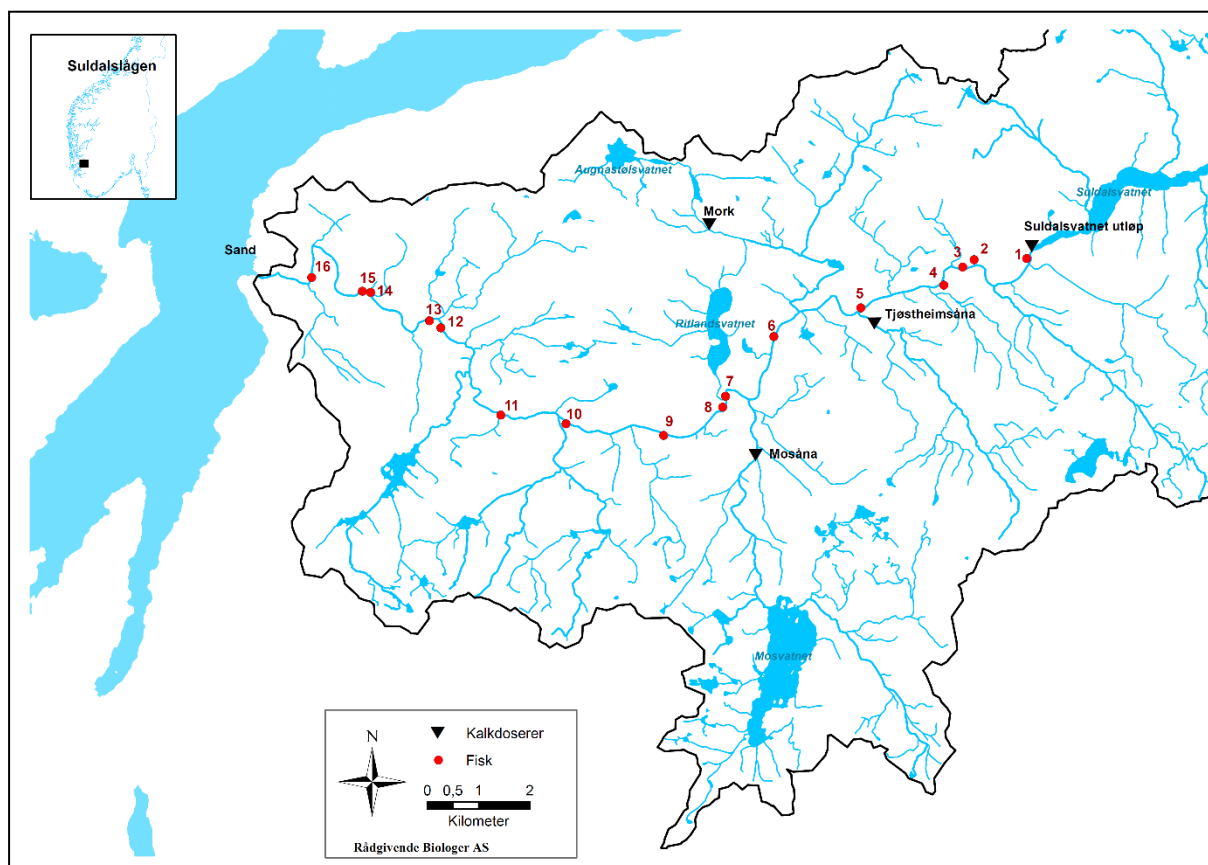 Suldalslågen
Augnastølsvatnet
Mork
Suldalsvatnet
Suldalsvatnet utløp
Sand
16
15
14
13
12
3
2
1
4
5
Tjøstheimsåna
Ritlandsvatnet
6
7
8
11
10
9
Mosåna
Mosvatnet
N
Kalkdoserer
Fisk
0 0,5 1 2
Kilometer
Rådgivende Biologer AS